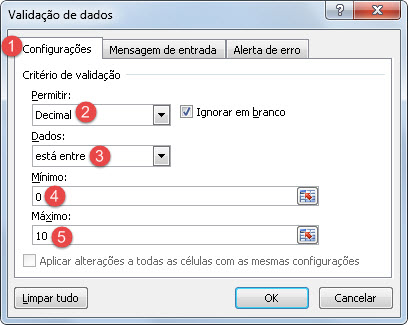 Validação de dados
? X
1 Configurações Mensagem de entrada Alerta de erro
Critério de validação
Permitir:
Decimal 2 Ignorar em branco
Dados:
está entre 3
Mínimo:
0 4
Máximo:
10 5
Aplicar alterações a todas as células com as mesmas configurações
Limpar tudo OK Cancelar